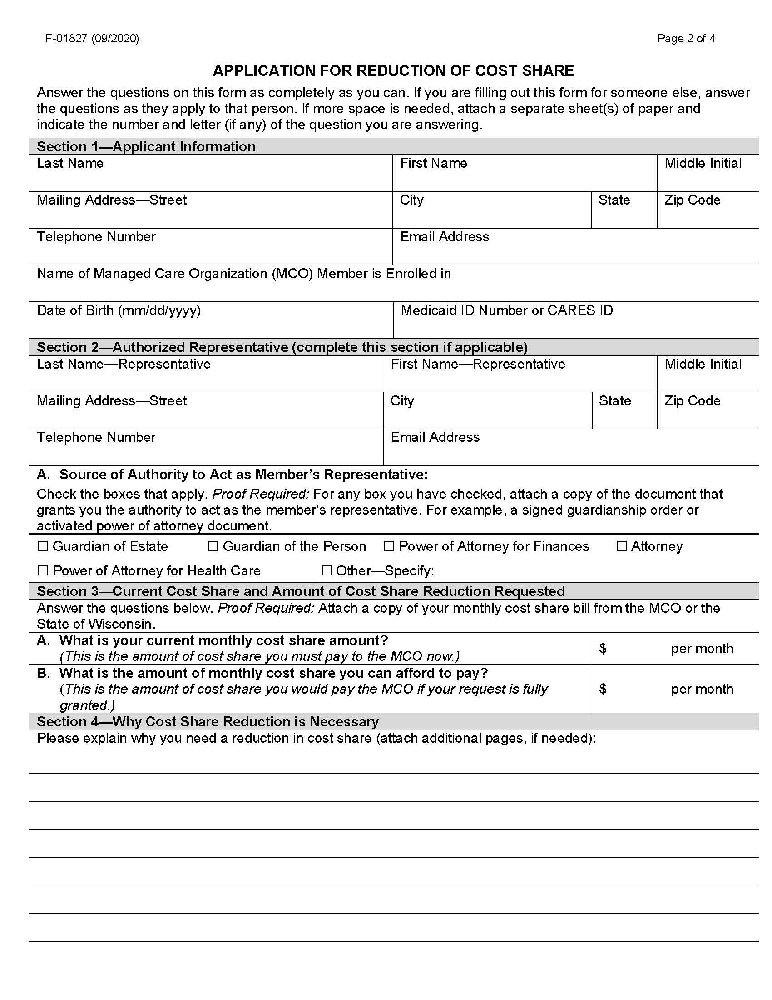 F-01827 (09/2020) Page 2 of 4
APPLICATION FOR REDUCTION OF COST SHARE
Answer the questions on this form as completely as you can. If you are filling out this form for someone else, answer
the questions as they apply to that person. If more space is needed, attach a separate sheet(s) of paper and
indicate the number and letter (if any) of the question you are answering.
Section 1—Applicant Information
Last Name First Name Middle Initial
Mailing Address—Street City State Zip Code
Telephone Number Email Address
Name of Managed Care Organization (MCO) Member is Enrolled in
Date of Birth (mm/dd/yyyy) Medicaid ID Number or CARES ID
Section 2—Authorized Representative (complete this section if applicable)
Last Name—Representative First Name—Representative Middle Initial
Mailing Address—Street City State Zip Code
Telephone Number Email Address
A. Source of Authority to Act as Member’s Representative:
Check the boxes that apply. Proof Required: For any box you have checked, attach a copy of the document that
grants you the authority to act as the member’s representative. For example, a signed guardianship order or
activated power of attorney document.
☐ Guardian of Estate ☐ Guardian of the Person ☐ Power of Attorney for Finances ☐ Attorney
☐ Power of Attorney for Health Care ☐ Other—Specify:
Section 3—Current Cost Share and Amount of Cost Share Reduction Requested
Answer the questions below. Proof Required: Attach a copy of your monthly cost share bill from the MCO or the
State of Wisconsin.
A. What is your current monthly cost share amount?
(This is the amount of cost share you must pay to the MCO now.)
$ per month
B. What is the amount of monthly cost share you can afford to pay?
(This is the amount of cost share you would pay the MCO if your request is fully
granted.)
$ per month
Section 4—Why Cost Share Reduction is Necessary
Please explain why you need a reduction in cost share (attach additional pages, if needed):